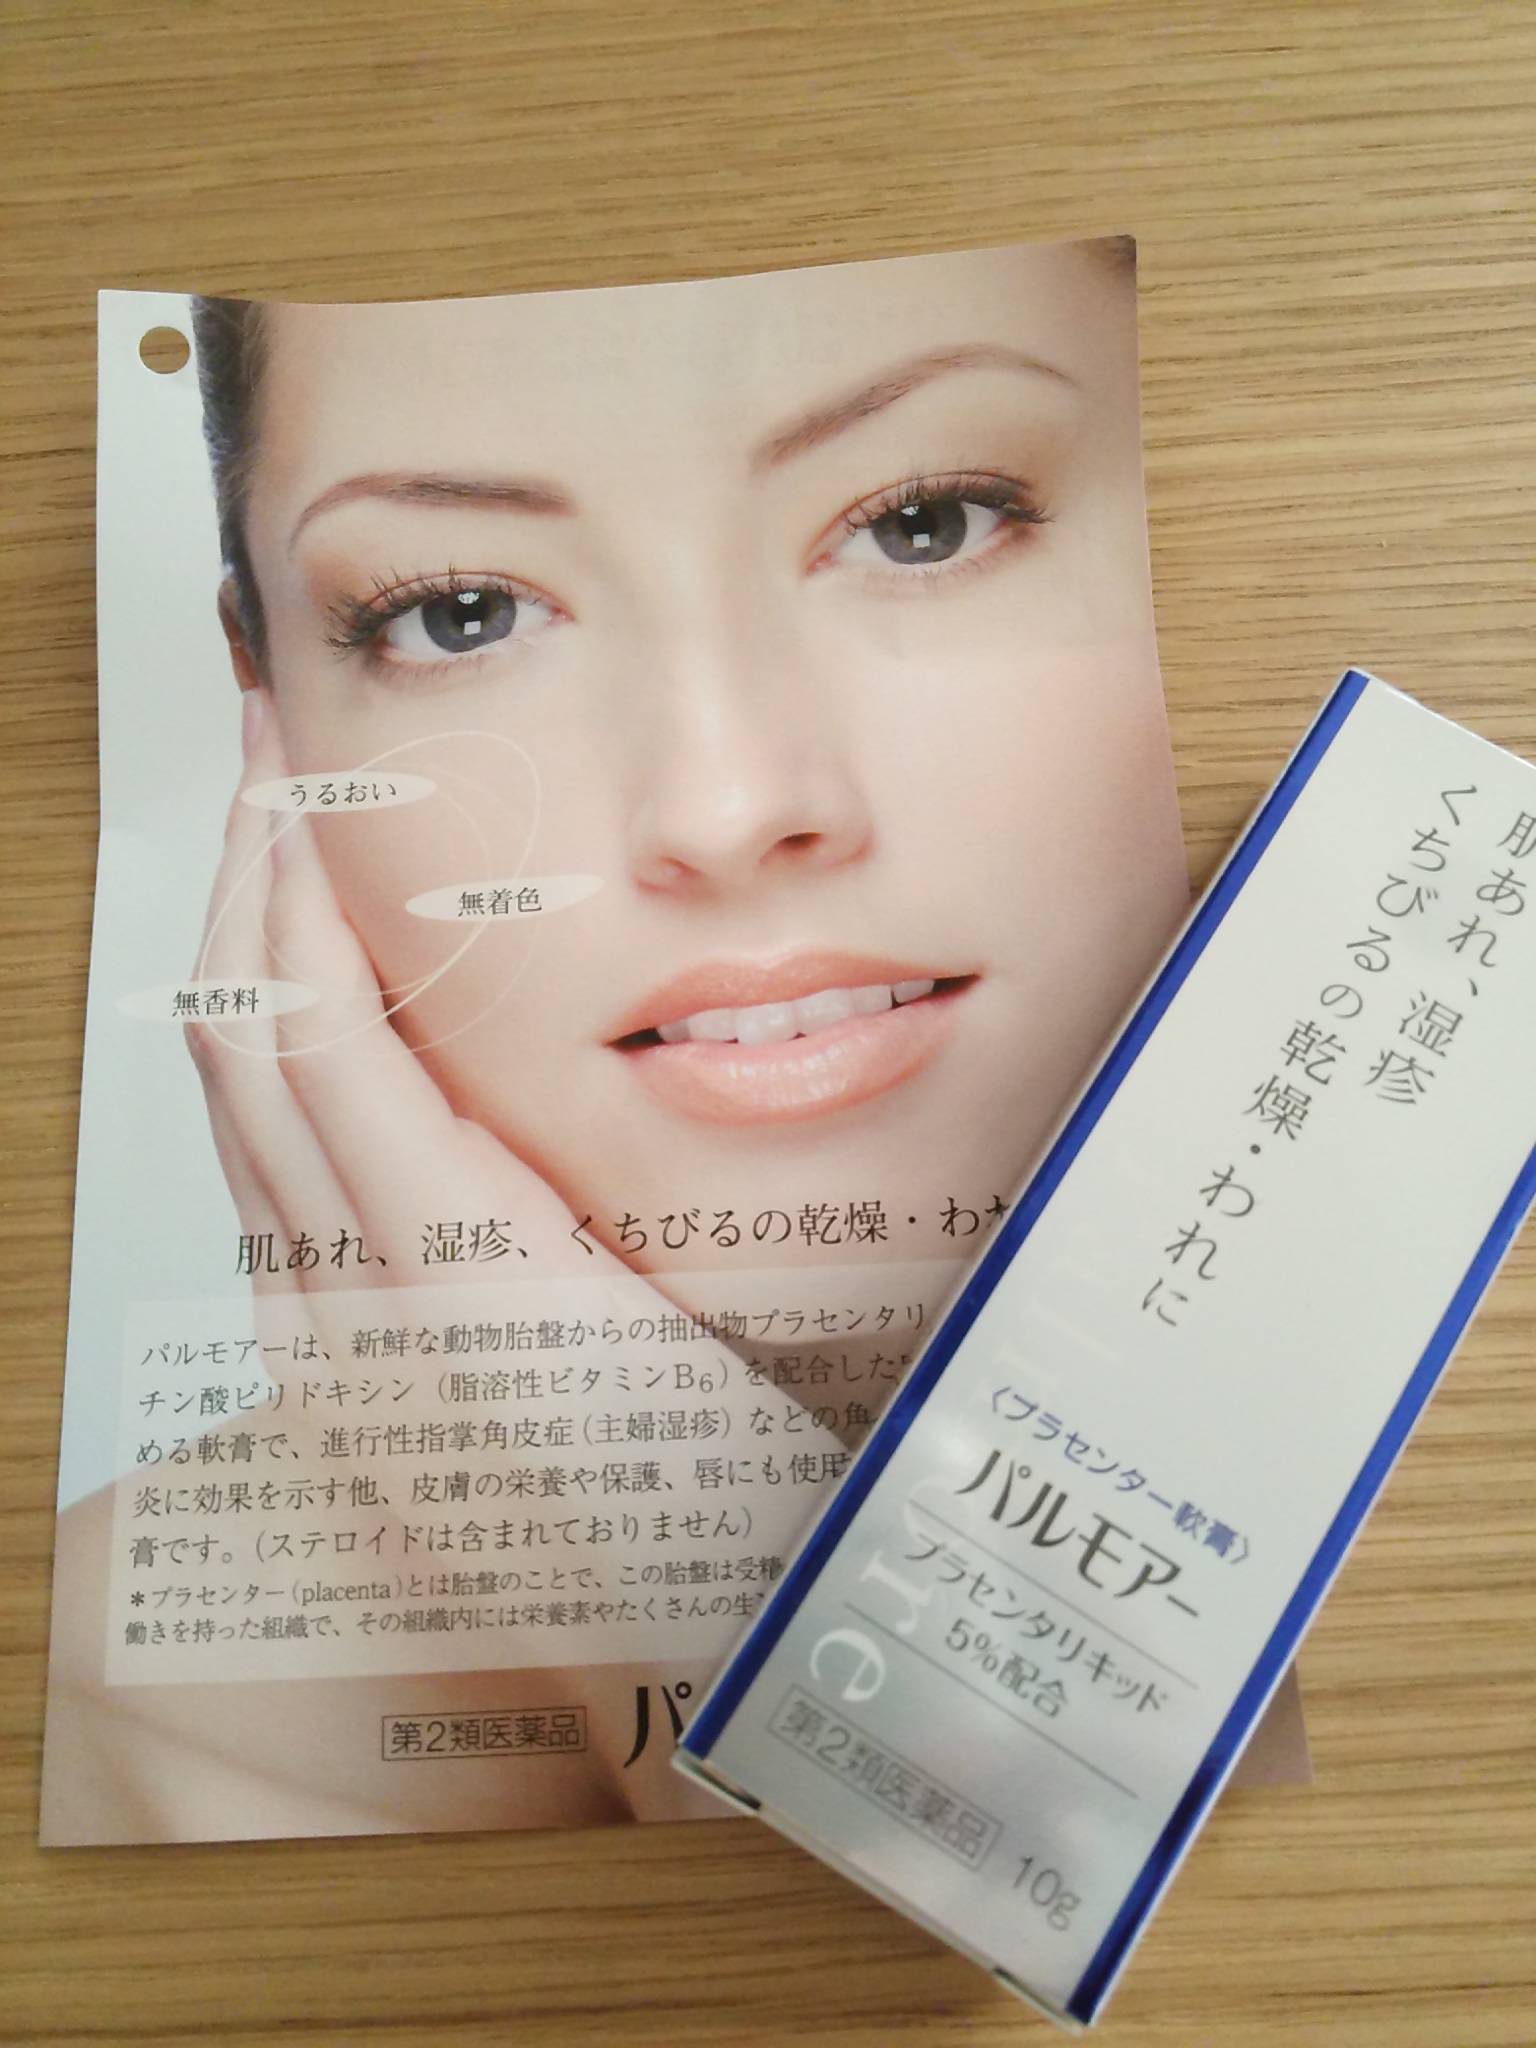 うるおい
無着色
無香料
肌あれ、湿疹、くちびるの乾燥・わ
パルモアーは、新鮮な動物胎盤からの抽出物プラセンタリ
チン酸ピリドキシン（脂溶性ビタミンB6）を配合した
める軟膏で、進行性指掌角皮症（主婦湿疹）などの角
炎に効果を示す他、皮膚の栄養や保護、唇にも使用
膏です。（ステロイドは含まれておりません）
＊プラセンター（placenta）とは胎盤のことで、この胎盤は受精
働きを持った組織で、その組織内には栄養素やたくさんの生
第2類医薬品
パ
肌あれ、湿疹
くちびるの乾燥・われに
〈プラセンター軟膏〉
パルモアー
プラセンタリキッド
5%配合
第2類医薬品
10g